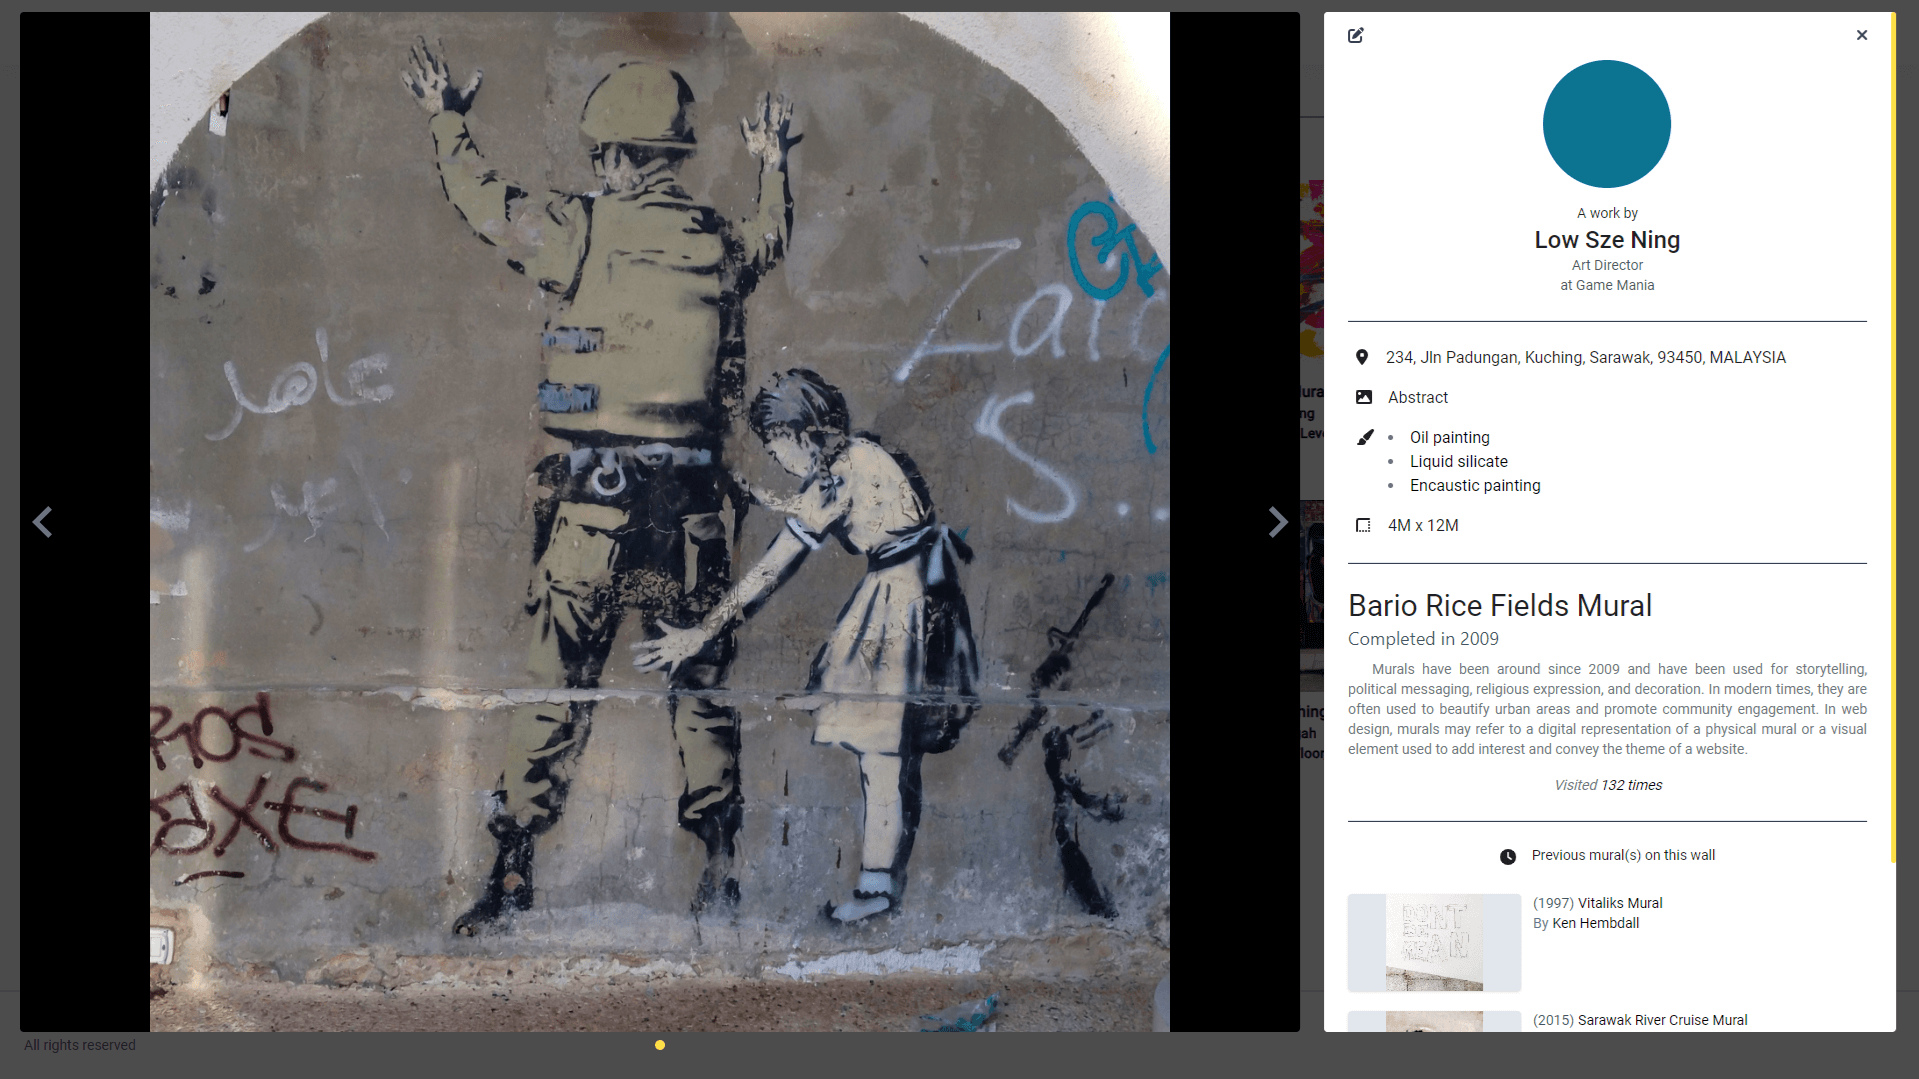 Zaid
S...
All rights reserved
A work by
Low Sze Ning
Art Director
at Game Mania
234, Jln Padungan, Kuching, Sarawak, 93450, MALAYSIA
Abstract
Oil painting
Liquid silicate
Encaustic painting
4M x 12M
Bario Rice Fields Mural
Completed in 2009
Murals have been around since 2009 and have been used for storytelling,
political messaging, religious expression, and decoration. In modern times, they are
often used to beautify urban areas and promote community engagement. In web
design, murals may refer to a digital representation of a physical mural or a visual
element used to add interest and convey the theme of a website.
Visited 132 times
Previous mural(s) on this wall
DON'T
BE
MEAN
(1997) Vitaliks Mural
By Ken Hembdall
(2015) Sarawak River Cruise Mural